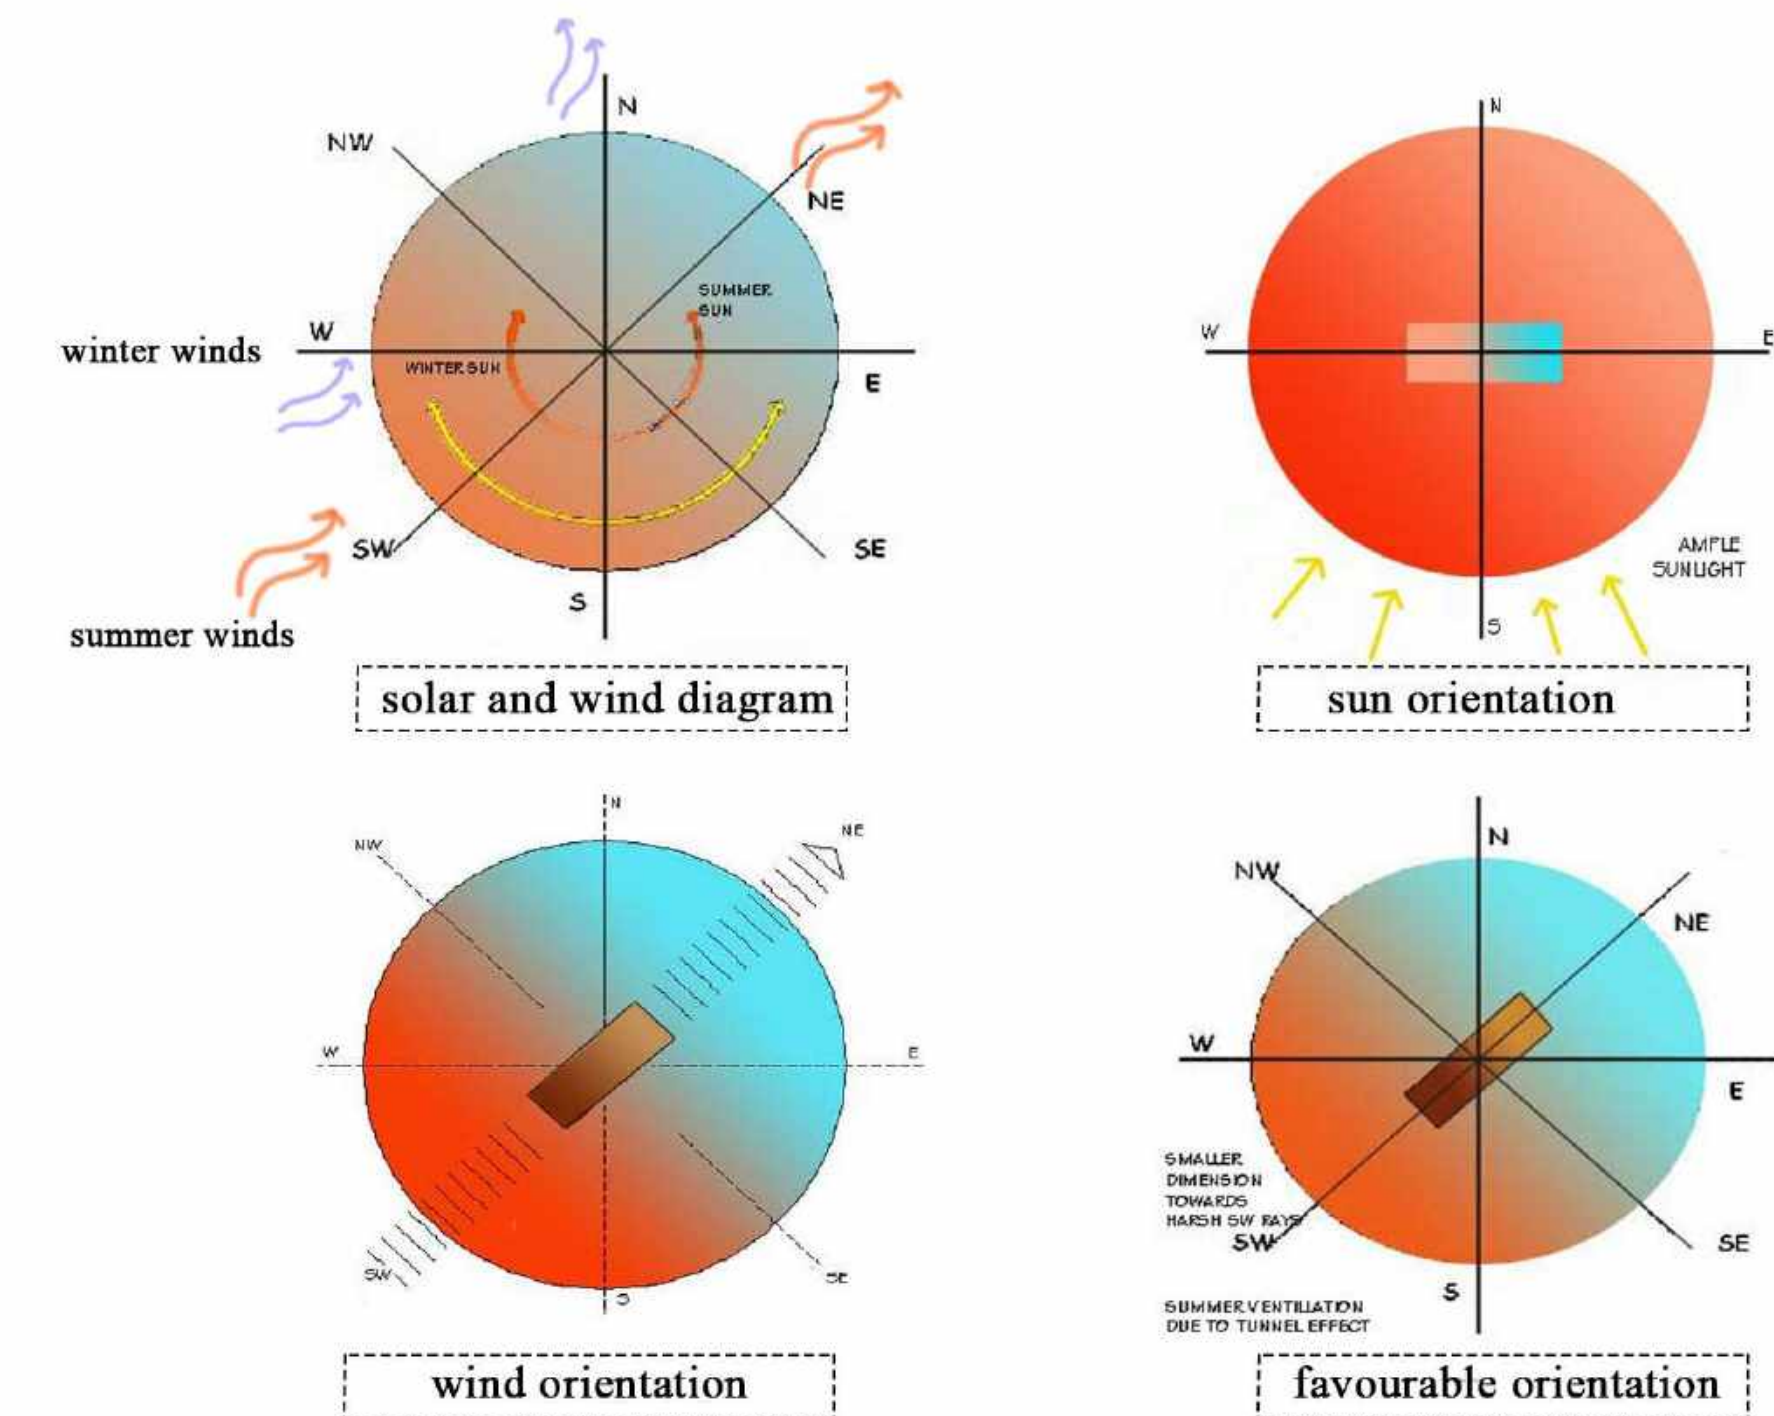 N
NW
NE
SUMMER
SUN
W
winter winds
WINTER SUN
E
SW
SE
S
summer winds
solar and wind diagram
N
W
E
AMPLE
SUNLIGHT
S
sun orientation
N
NE
NW
W
E
SW
SE
S
wind orientation
N
NW
NE
W
E
SMALLER
DIMENSION
TOWARDS
HARSH SW RAYS
SW
SE
S
SUMMER VENTILLATION
DUE TO TUNNEL EFFECT
favourable orientation